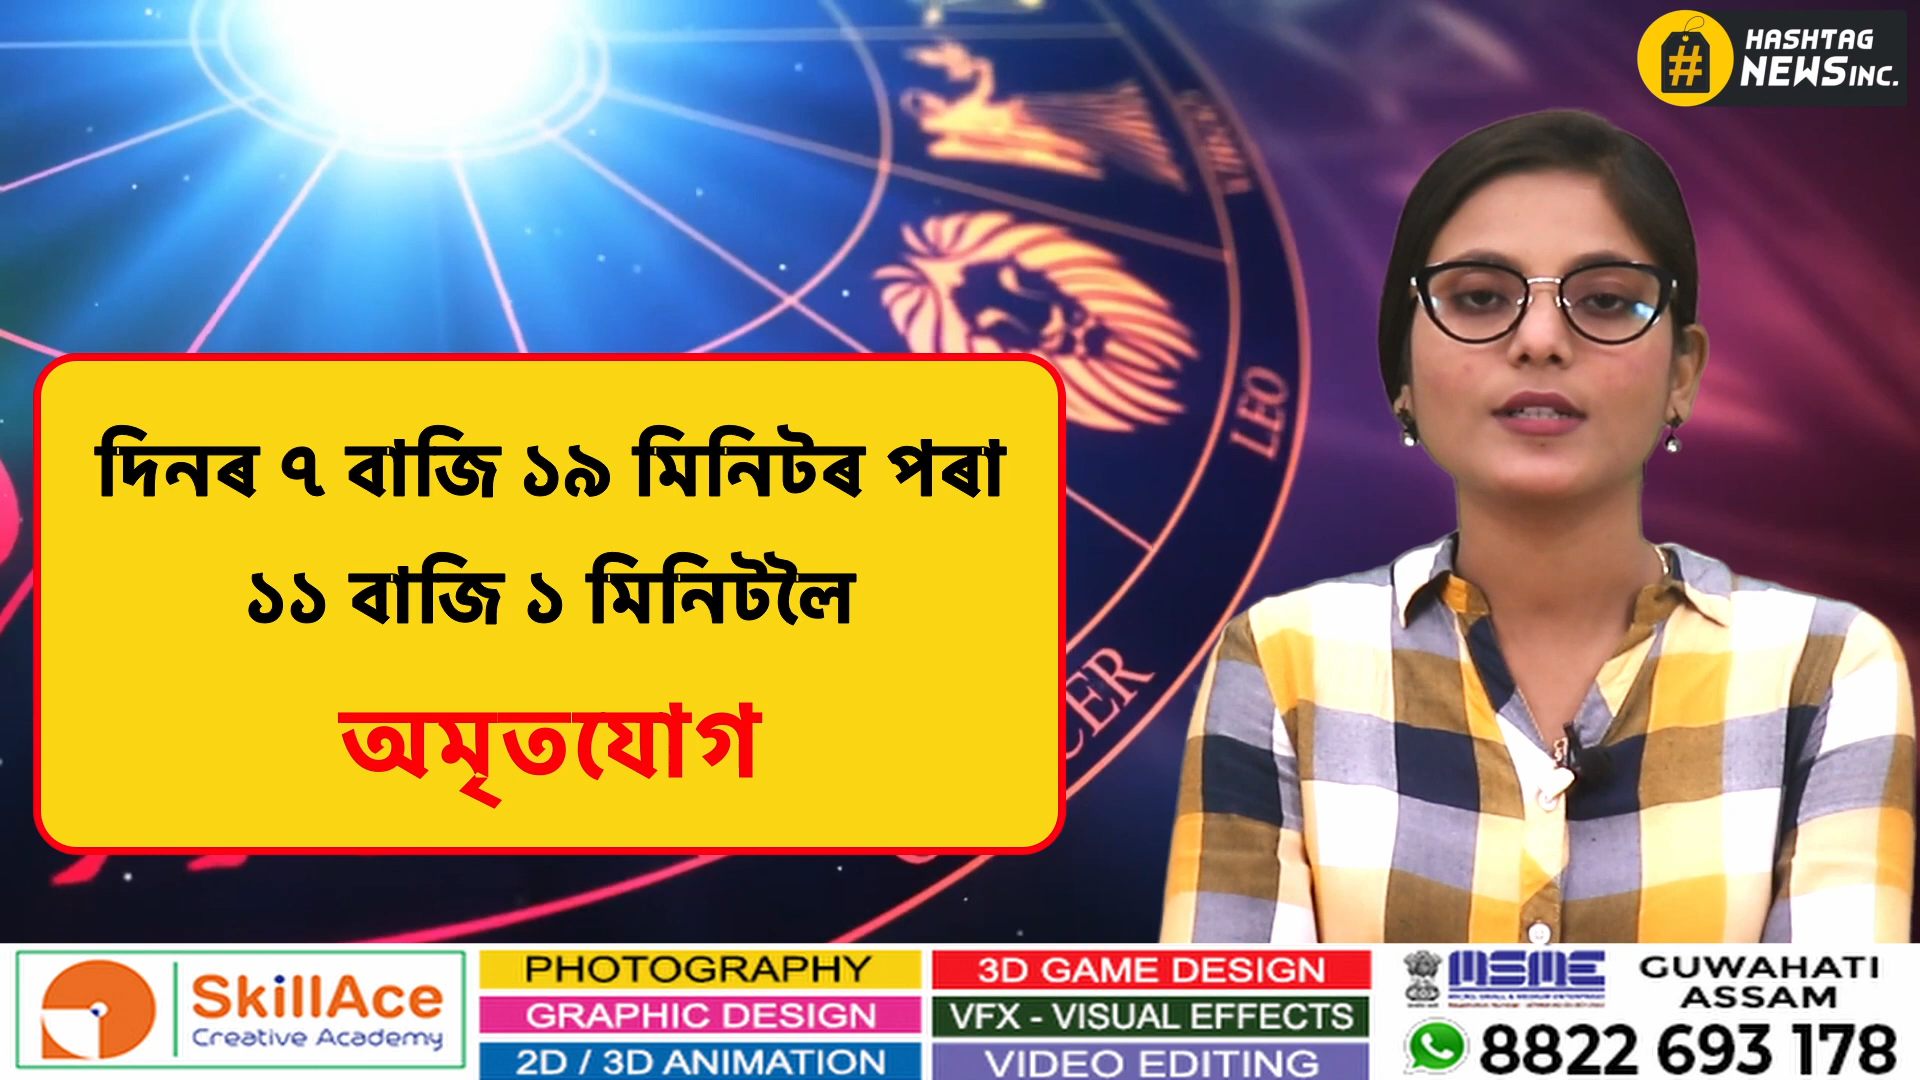 HASHTAG
NEWS INC.
LEO
CER
দিনৰ ৭ বাজি ১৯ মিনিটৰ পৰা
১১ বাজি ১ মিনিটলৈ
অমৃতযোগ
SkillAce
Creative Academy
PHOTOGRAPHY
GRAPHIC DESIGN
2D / 3D ANIMATION
3D GAME DESIGN
VFX - VISUAL EFFECTS
VIDEO EDITING
MSME
GUWAHATI
ASSAM
8822 693 178